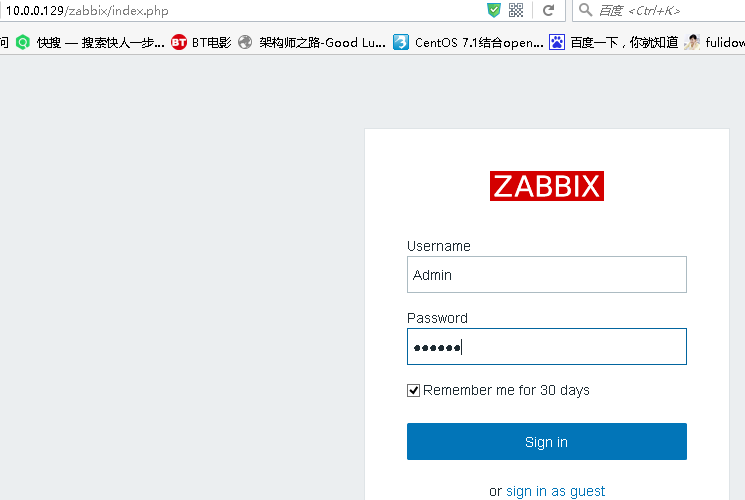 10.0.0.129/zabbix/index.php
百度 <Ctrl+K>
问 快搜 — 搜索快人一步... BT BT电影 架构师之路-Good Lu... 3 CentOS 7.1结合open... 百度一下，你就知道 fulidow
ZABBIX
Username
Admin
Password
Remember me for 30 days
Sign in
or sign in as guest